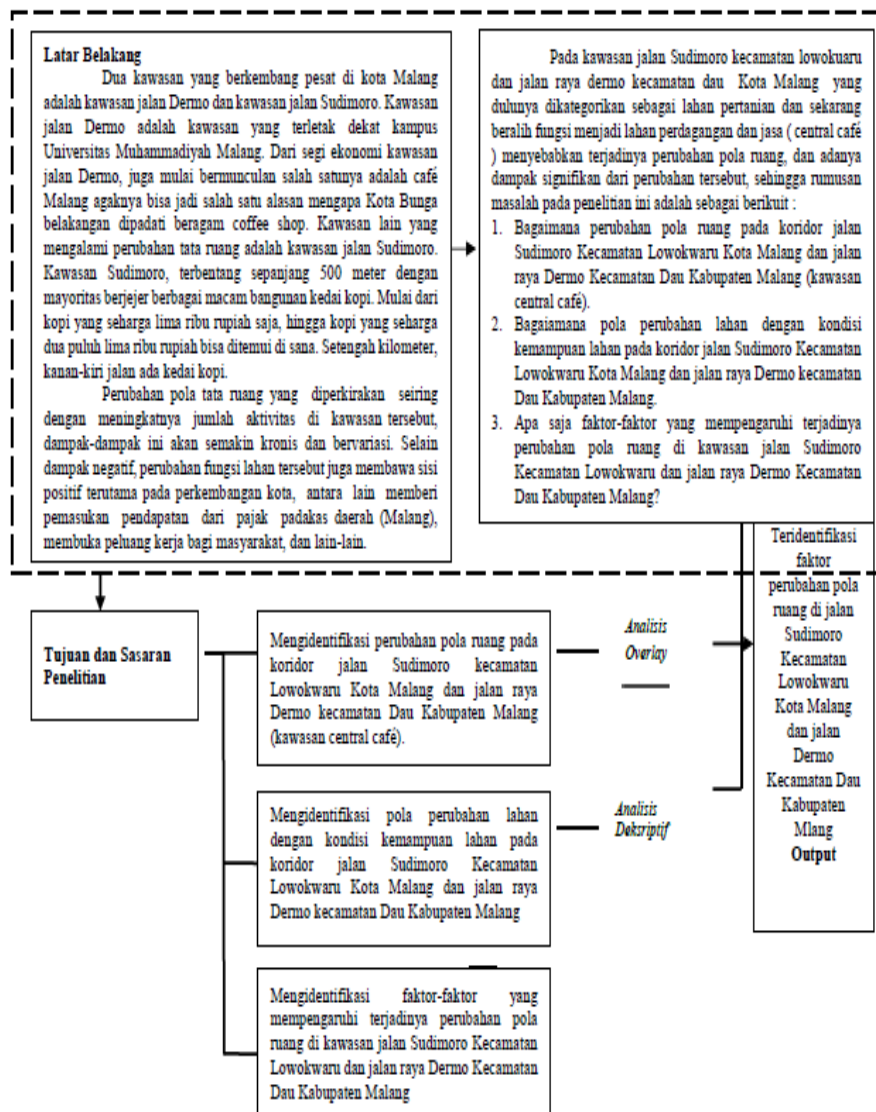 Latar Belakang
Dua kawasan yang berkembang pesat di kota Malang
adalah kawasan jalan Dermo dan kawasan jalan Sudimoro. Kawasan
jalan Dermo adalah kawasan yang terletak dekat kampus
Universitas Muhammadiyah Malang. Dari segi ekonomi kawasan
jalan Dermo, juga mulai bermunculan salah satunya adalah café
Malang agaknya bisa jadi salah satu alasan mengapa Kota Bunga
belakangan dipadati beragam coffee shop. Kawasan lain yang
mengalami perubahan tata ruang adalah kawasan jalan Sudimoro.
Kawasan Sudimoro, terbentang sepanjang 500 meter dengan
mayoritas berjejer berbagai macam bangunan kedai kopi. Mulai dari
kopi yang seharga lima ribu rupiah saja, hingga kopi yang seharga
dua puluh lima ribu rupiah bisa ditemui di sana. Setengah kilometer,
kanan-kiri jalan ada kedai kopi.
Perubahan pola tata ruang yang diperkirakan seiring
dengan meningkatnya jumlah aktivitas di kawasan tersebut,
dampak-dampak ini akan semakin kronis dan bervariasi. Selain
dampak negatif, perubahan fungsi lahan tersebut juga membawa sisi
positif terutama pada perkembangan kota, antara lain memberi
pemasukan pendapatan dari pajak padakas daerah (Malang),
membuka peluang kerja bagi masyarakat, dan lain-lain.
Pada kawasan jalan Sudimoro kecamatan lowokuaru
dan jalan raya dermo kecamatan dau Kota Malang yang
dulunya dikategorikan sebagai lahan pertanian dan sekarang
beralih fungsi menjadi lahan perdagangan dan jasa ( central café
) menyebabkan terjadinya perubahan pola ruang, dan adanya
dampak signifikan dari perubahan tersebut, sehingga rumusan
masalah pada penelitian ini adalah sebagai berikuit :
1. Bagaimana perubahan pola ruang pada koridor jalan
Sudimoro Kecamatan Lowokwaru Kota Malang dan jalan
raya Dermo Kecamatan Dau Kabupaten Malang (kawasan
central café).
2. Bagaiamana pola perubahan lahan dengan kondisi
kemampuan lahan pada koridor jalan Sudimoro Kecamatan
Lowokwaru Kota Malang dan jalan raya Dermo kecamatan
Dau Kabupaten Malang.
3. Apa saja faktor-faktor yang mempengaruhi terjadinya
perubahan pola ruang di kawasan jalan Sudimoro
Kecamatan Lowokwaru dan jalan raya Dermo Kecamatan
Dau Kabupaten Malang?
Tujuan dan Sasaran
Penelitian
Mengidentifikasi perubahan pola ruang pada
koridor jalan Sudimoro kecamatan
Lowokwaru Kota Malang dan jalan raya
Dermo kecamatan Dau Kabupaten Malang
(kawasan central café).
Analisis
Overlay
Mengidentifikasi pola perubahan lahan
dengan kondisi kemampuan lahan pada
koridor jalan Sudimoro Kecamatan
Lowokwaru Kota Malang dan jalan raya
Dermo kecamatan Dau Kabupaten Malang
Analisis
Deksriptif
Mengidentifikasi faktor-faktor yang
mempengaruhi terjadinya perubahan pola
ruang di kawasan jalan Sudimoro Kecamatan
Lowokwaru dan jalan raya Dermo Kecamatan
Dau Kabupaten Malang
Teridentifikasi
faktor
perubahan pola
ruang di jalan
Sudimoro
Kecamatan
Lowokwaru
Kota Malang
dan jalan
Dermo
Kecamatan Dau
Kabupaten
Mlang
Output